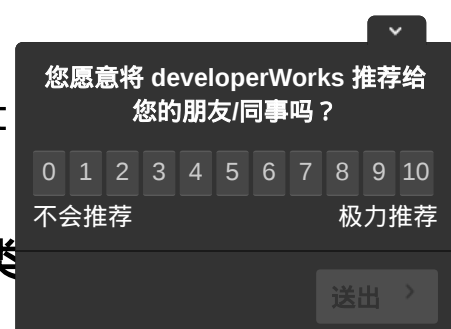 您愿意将 developerWorks 推荐给
您的朋友/同事吗？
0 1 2 3 4 5 6 7 8 9 10
不会推荐 极力推荐
送出